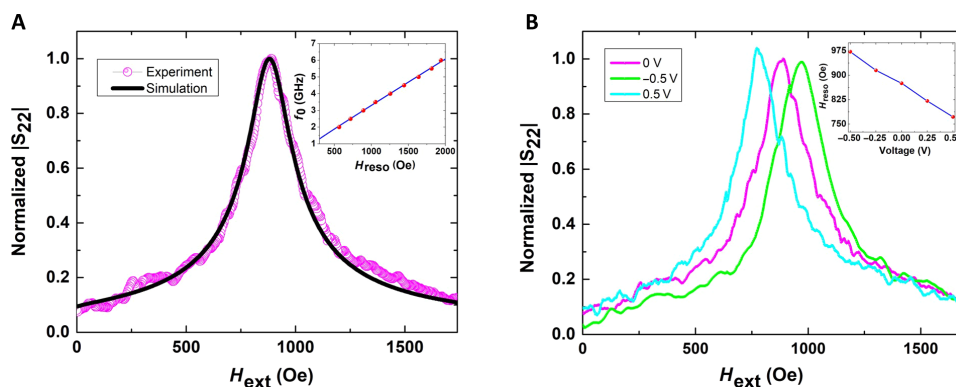 A
Normalized |S22|
1.0
0.8
0.6
0.4
0.2
0.0
0
500
1000
1500
Hext (Oe)
Experiment
Simulation
f0 (GHz)
7
6
5
4
3
2
1
500
1000
1500
2000
Hreso (Oe)
B
Normalized |S22|
1.0
0.8
0.6
0.4
0.2
0.0
0
500
1000
1500
Hext (Oe)
0 V
–0.5 V
0.5 V
Hreso (Oe)
975
900
825
750
–0.50
–0.25
0.00
0.25
0.50
Voltage (V)